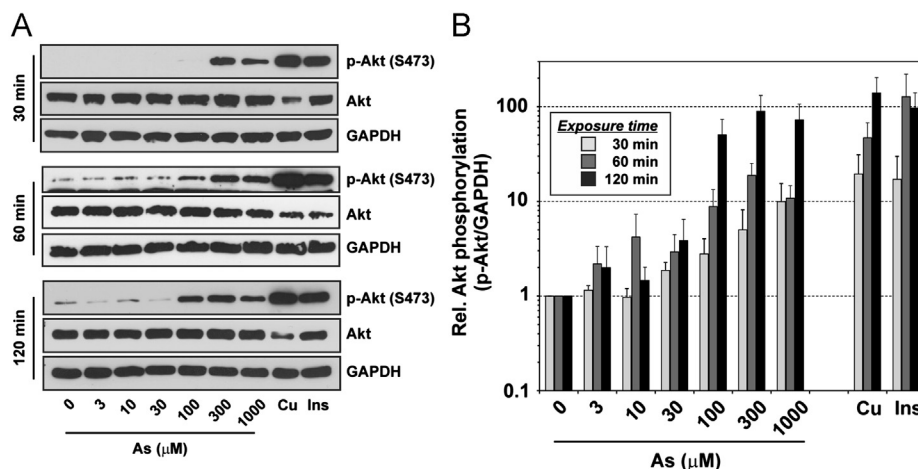 A
30 min
p-Akt (S473)
Akt
GAPDH
60 min
p-Akt (S473)
Akt
GAPDH
120 min
p-Akt (S473)
Akt
GAPDH
0 3 10 30 100 300 1000 Cu Ins
As (µM)
B
Rel. Akt phosphorylation
(p-Akt/GAPDH)
100
10
1
0.1
Exposure time
30 min
60 min
120 min
0 3 10 30 100 300 1000 Cu Ins
As (µM)